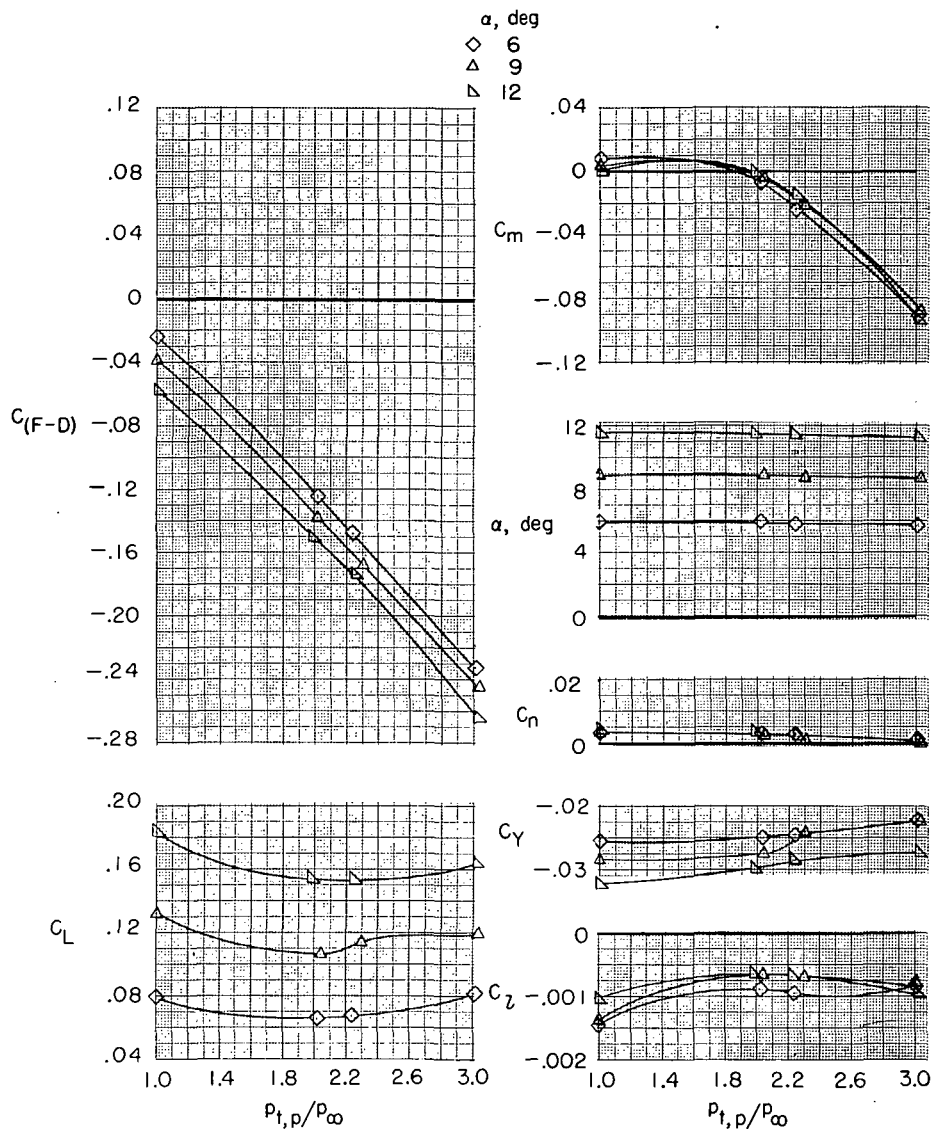 α, deg
6
9
12
.12
.08
.04
0
-.04
-.08
-.12
-.16
-.20
-.24
-.28
C(F-D)
.04
0
-.04
-.08
-.12
Cm
12
8
4
0
α, deg
.02
0
Cn
.20
.16
.12
.08
.04
CL
1.0 1.4 1.8 2.2 2.6 3.0
pt,p/p∞
-.02
-.03
CY
0
-.001
-.002
Cl
1.0 1.4 1.8 2.2 2.6 3.0
pt,p/p∞